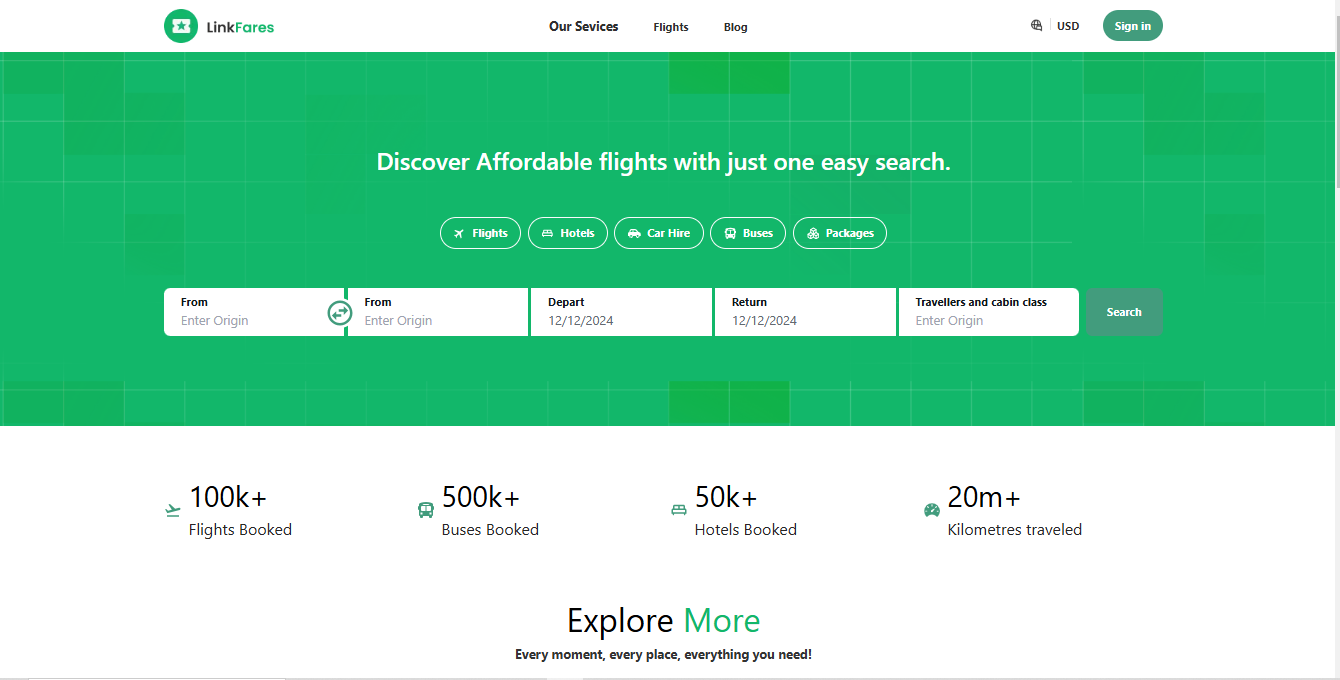 LinkFares
Our Sevices Flights Blog
USD
Sign in
Discover Affordable flights with just one easy search.
Flights Hotels Car Hire Buses Packages
From From Depart Return Travellers and cabin class
Enter Origin Enter Origin 12/12/2024 12/12/2024 Enter Origin
Search
100k+ 500k+ 50k+ 20m+
Flights Booked Buses Booked Hotels Booked Kilometres traveled
Explore More
Every moment, every place, everything you need!